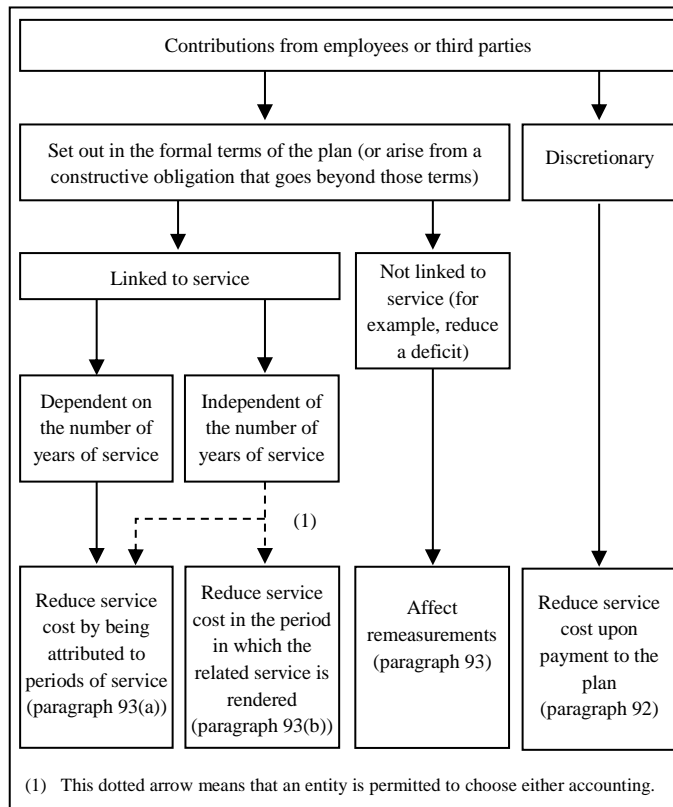 Contributions from employees or third parties
Set out in the formal terms of the plan (or arise from a
constructive obligation that goes beyond those terms)
Discretionary
Linked to service
Not linked to
service (for
example, reduce
a deficit)
Dependent on
the number of
years of service
Independent of
the number of
years of service
(1)
Reduce service
cost by being
attributed to
periods of service
(paragraph 93(a))
Reduce service
cost in the period
in which the
related service is
rendered
(paragraph 93(b))
Affect
remeasurements
(paragraph 93)
Reduce service
cost upon
payment to the
plan
(paragraph 92)
(1) This dotted arrow means that an entity is permitted to choose either accounting.